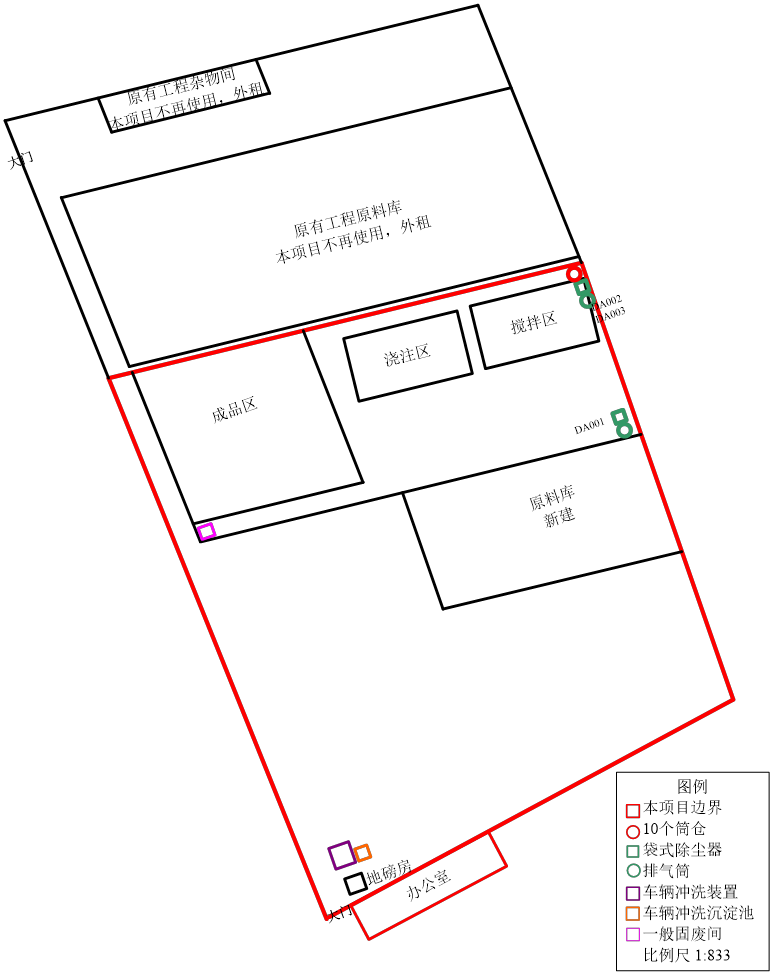 原有工程杂物间
本项目不再使用，外租
大门
原有工程原料库
本项目不再使用，外租
DA002
DA003
搅拌区
浇注区
成品区
DA001
原料库
新建
地磅房
办公室
大门
图例
本项目边界
10个筒仓
袋式除尘器
排气筒
车辆冲洗装置
车辆冲洗沉淀池
一般固废间
比例尺 1:833